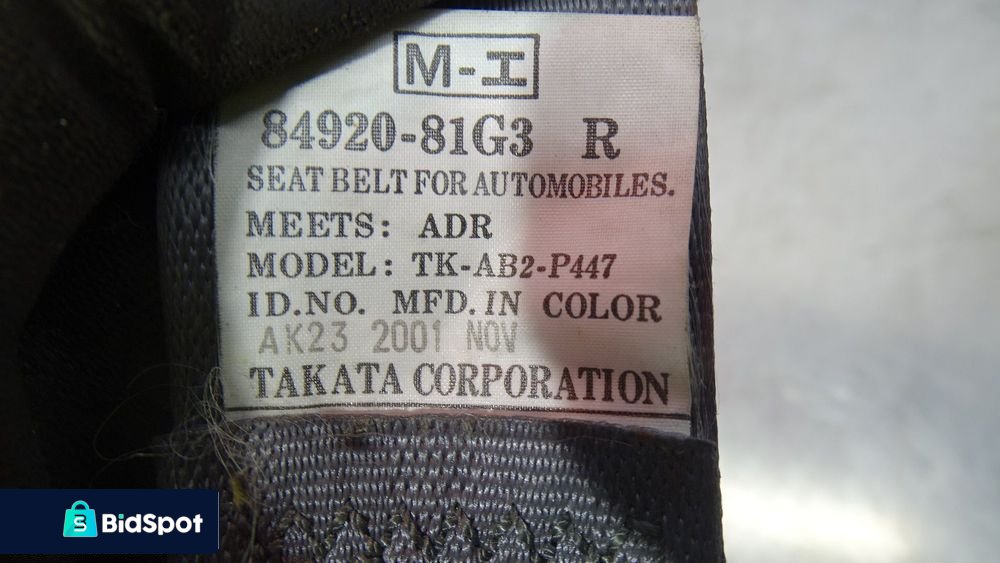 M-エ
84920-81G3 R
SEAT BELT FOR AUTOMOBILES.
MEETS: ADR
MODEL: TK-AB2-P447
ID.NO. MFD. IN COLOR
AK23 2001 NOV
TAKATA CORPORATION
BidSpot